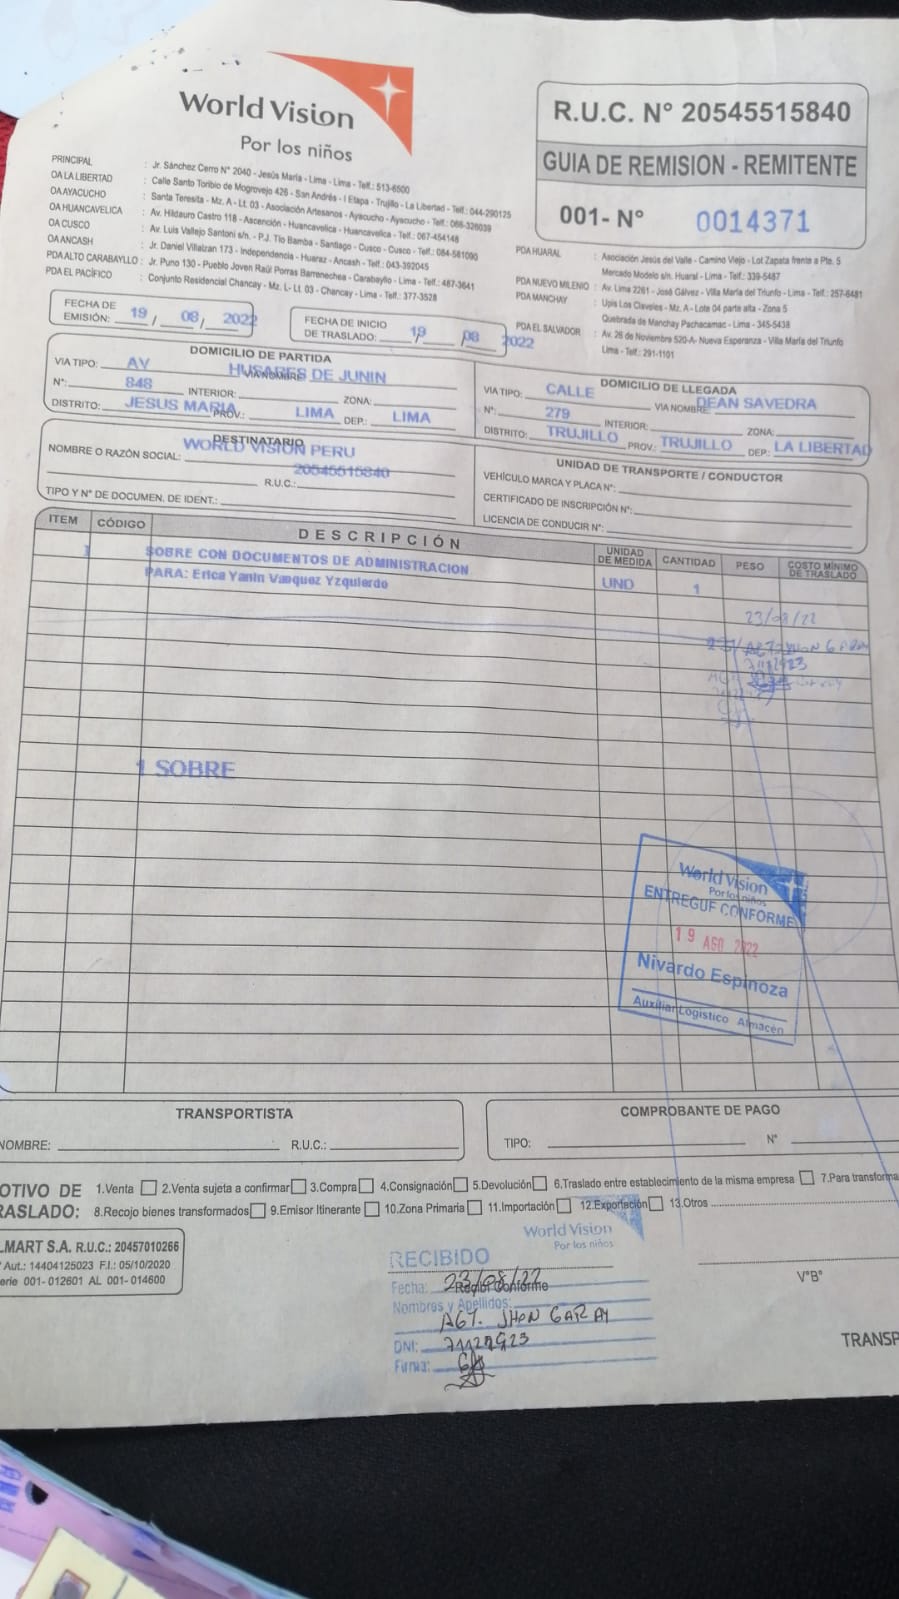 World Vision
Por los niños
PRINCIPAL : Jr. Sánchez Cerro N° 2040 - Jesús María - Lima - Lima - Telf.: 513-6500
OA LA LIBERTAD : Calle Santo Toribio de Mogrovejo 426 - San Andrés - I Etapa - Trujillo - La Libertad - Telf.: 044-290125
OA AYACUCHO : Santa Teresita - Mz. A - Lt. 03 - Asociación Artesanos - Ayacucho - Ayacucho - Telf.: 066-326039
OA HUANCAVELICA : Av. Hildauro Castro 118 - Ascención - Huancavelica - Huancavelica - Telf.: 067-454148
OA CUSCO : Av. Luis Vallejo Santoni s/n. - P.J. Tío Bamba - Santiago - Cusco - Cusco - Telf.: 084-581090
OA ANCASH : Jr. Daniel Villaizan 173 - Independencia - Huaraz - Ancash - Telf.: 043-392045
PDA ALTO CARABAYLLO : Jr. Puno 130 - Pueblo Joven Raúl Porras Barrenechea - Carabayllo - Lima - Telf.: 487-3641
PDA EL PACÍFICO : Conjunto Residencial Chancay - Mz. L- Lt. 03 - Chancay - Lima - Telf.: 377-3528
R.U.C. N° 20545515840
GUIA DE REMISION - REMITENTE
001- N° 0014371
PDA HUARAL : Asociación Jesús del Valle - Camino Viejo - Lot Zapata frente a Pte. 5
Mercado Modelo s/n. Huaral - Lima - Telf.: 339-5487
PDA NUEVO MILENIO : Av. Lima 2261 - José Gálvez - Villa María del Triunfo - Lima - Telf.: 257-6481
PDA MANCHAY : Upis Los Claveles - Mz. A - Lote 04 parte alta - Zona 5
Quebrada de Manchay Pachacamac - Lima - 345-5438
PDA EL SALVADOR : Av. 26 de Noviembre 520-A- Nueva Esperanza - Villa María del Triunfo
Lima - Telf.: 291-1101
FECHA DE EMISIÓN: 19 / 08 / 2022
FECHA DE INICIO DE TRASLADO: 19 / 08 / 2022
DOMICILIO DE PARTIDA
VIA TIPO: AV VIA NOMBRE HUSARES DE JUNIN
N°: 848 INTERIOR: ZONA:
DISTRITO: JESUS MARIA PROV.: LIMA DEP.: LIMA
DOMICILIO DE LLEGADA
VIA TIPO: CALLE VIA NOMBRE: DEAN SAVEDRA
N°: 279 INTERIOR: ZONA:
DISTRITO: TRUJILLO PROV.: TRUJILLO DEP.: LA LIBERTAD
DESTINATARIO
NOMBRE O RAZÓN SOCIAL: WORLD VISION PERU
R.U.C.: 20545515840
TIPO Y N° DE DOCUMEN. DE IDENT.:
UNIDAD DE TRANSPORTE / CONDUCTOR
VEHÍCULO MARCA Y PLACA N°:
CERTIFICADO DE INSCRIPCIÓN N°:
LICENCIA DE CONDUCIR N°:
ITEM CÓDIGO DESCRIPCIÓN UNIDAD DE MEDIDA CANTIDAD PESO COSTO MÍNIMO DE TRASLADO
1 SOBRE CON DOCUMENTOS DE ADMINISTRACION
PARA: Erica Yanin Vasquez Yzquierdo UND 1
23/08/22
1 SOBRE
World Vision
Por los niños
ENTREGUE CONFORME
19 AGO 2022
Nivardo Espinoza
Auxiliar Logístico Almacén
TRANSPORTISTA
NOMBRE: R.U.C.:
COMPROBANTE DE PAGO
TIPO: N°
OTIVO DE 1.Venta 2.Venta sujeta a confirmar 3.Compra 4.Consignación 5.Devolución 6.Traslado entre establecimiento de la misma empresa 7.Para transforma
RASLADO: 8.Recojo bienes transformados 9.Emisor Itinerante 10.Zona Primaria 11.Importación 12.Exportación 13.Otros
LMART S.A. R.U.C.: 20457010266
Aut.: 14404125023 F.I.: 05/10/2020
erie 001- 012601 AL 001- 014600
World Vision
Por los niños
RECIBIDO
Fecha: 23/08/22
Recibí Conforme
Nombres y Apellidos:
AGT. JHON GARAY
DNI:
Firma:
V°B°
TRANSP